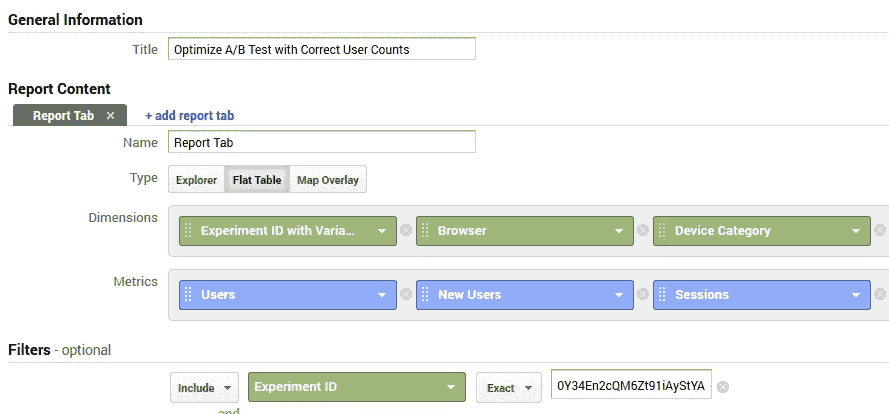 General Information
Title Optimize A/B Test with Correct User Counts
Report Content
Report Tab × + add report tab
Name Report Tab
Type Explorer Flat Table Map Overlay
Dimensions Experiment ID with Varia... Browser Device Category
Metrics Users New Users Sessions
Filters - optional
Include Experiment ID Exact 0Y34En2cQM6Zt91iAyStYA
and